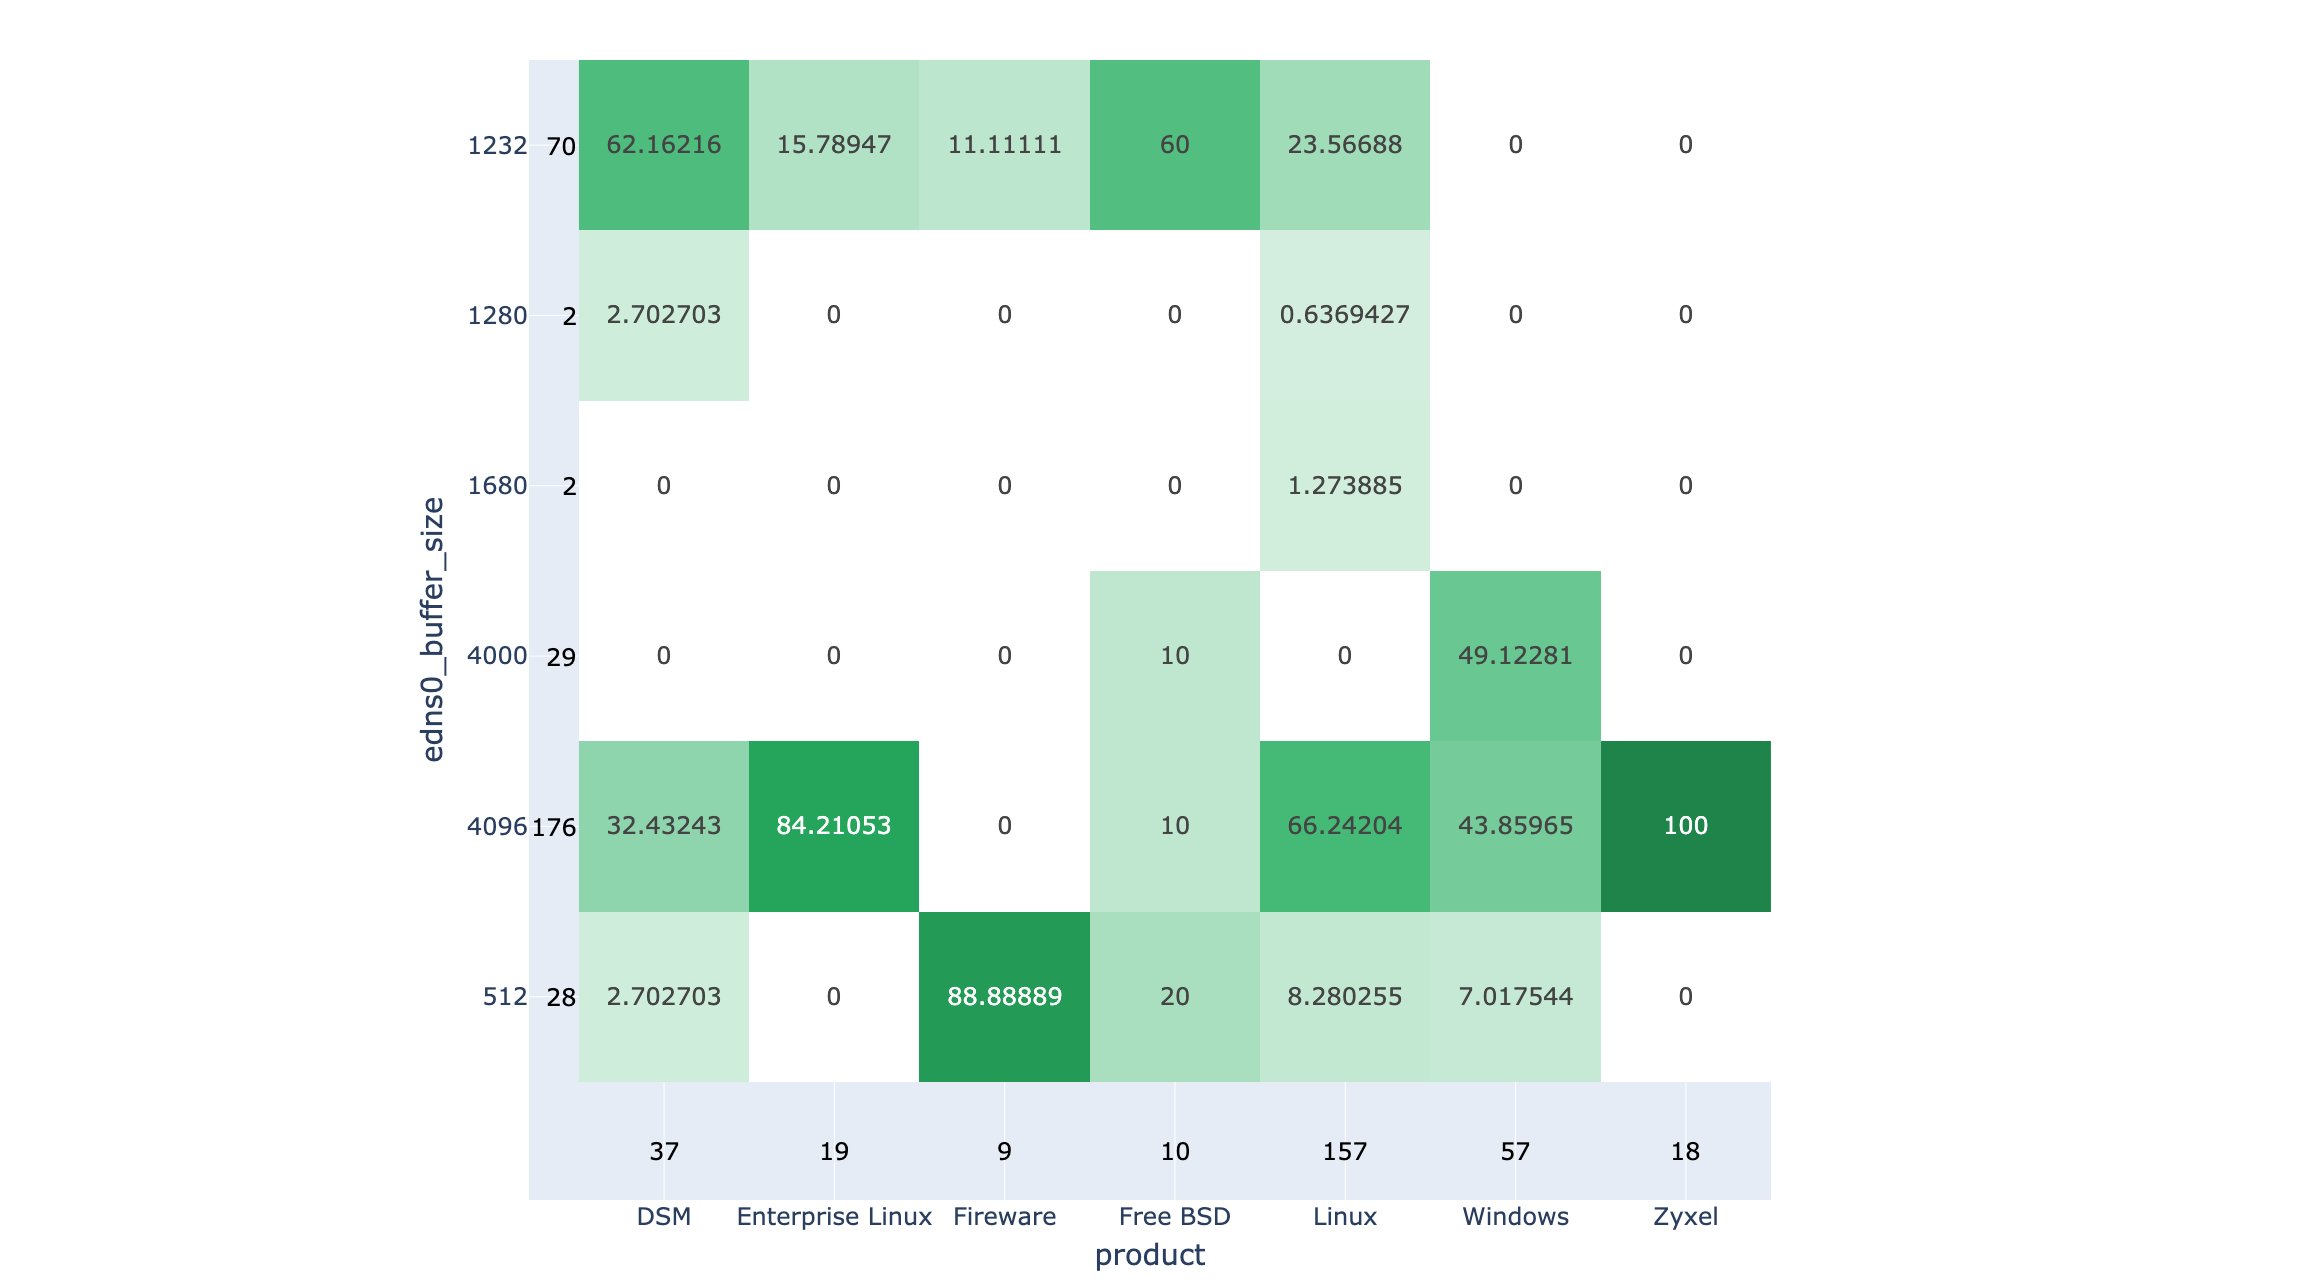 1232 70 62.16216 15.78947 11.11111 60 23.56688 0 0
1280 2 2.702703 0 0 0 0.6369427 0 0
1680 2 0 0 0 0 1.273885 0 0
edns0_buffer_size
4000 29 0 0 0 10 0 49.12281 0
4096 176 32.43243 84.21053 0 10 66.24204 43.85965 100
512 28 2.702703 0 88.88889 20 8.280255 7.017544 0
37 19 9 10 157 57 18
DSM Enterprise Linux Fireware Free BSD Linux Windows Zyxel
product